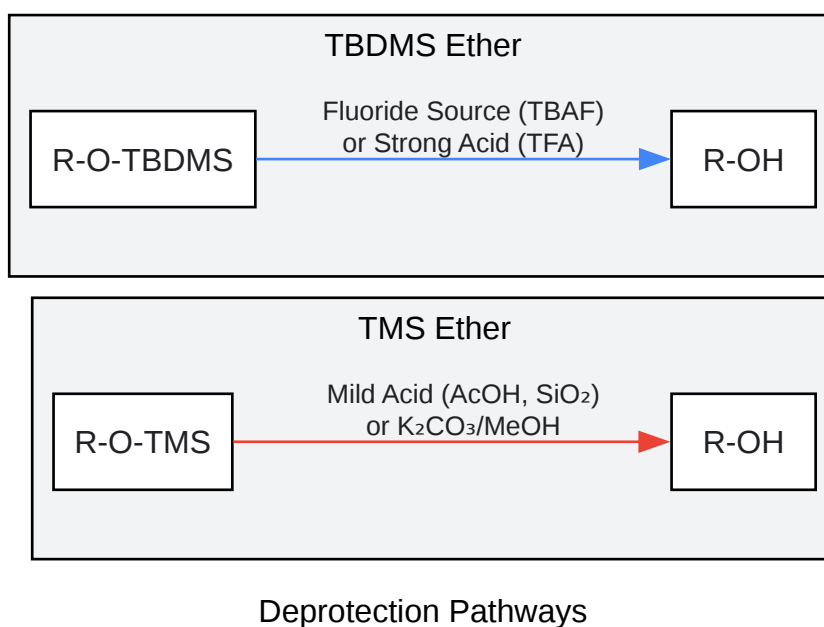 TBDMS Ether
Fluoride Source (TBAF)
or Strong Acid (TFA)
R-O-TBDMS
R-OH
TMS Ether
Mild Acid (AcOH, SiO₂)
or K₂CO₃/MeOH
R-O-TMS
R-OH
Deprotection Pathways